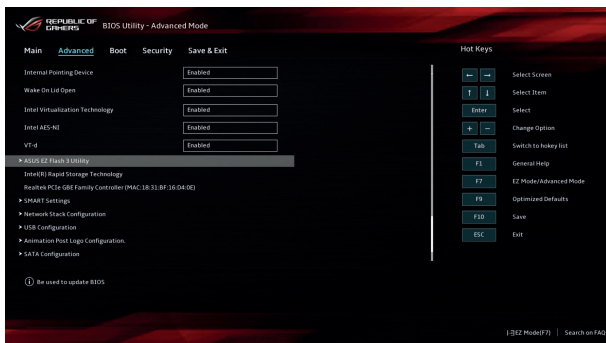 REPUBLIC OF GAMERS BIOS Utility - Advanced Mode
Main Advanced Boot Security Save & Exit
Hot Keys
Internal Pointing Device Enabled
Wake On Lid Open Enabled
Intel Virtualization Technology Enabled
Intel AES-NI Enabled
VT-d Enabled
> ASUS EZ Flash 3 Utility
Intel(R) Rapid Storage Technology
Realtek PCIe GBE Family Controller (MAC:18:31:BF:16:D4:0E)
> SMART Settings
> Network Stack Configuration
> USB Configuration
> Animation Post Logo Configuration.
> SATA Configuration
i Be used to update BIOS
← → Select Screen
↑ ↓ Select Item
Enter Select
+ − Change Option
Tab Switch to hokey list
F1 General Help
F7 EZ Mode/Advanced Mode
F9 Optimized Defaults
F10 Save
ESC Exit
EZ Mode(F7) | Search on FAQ